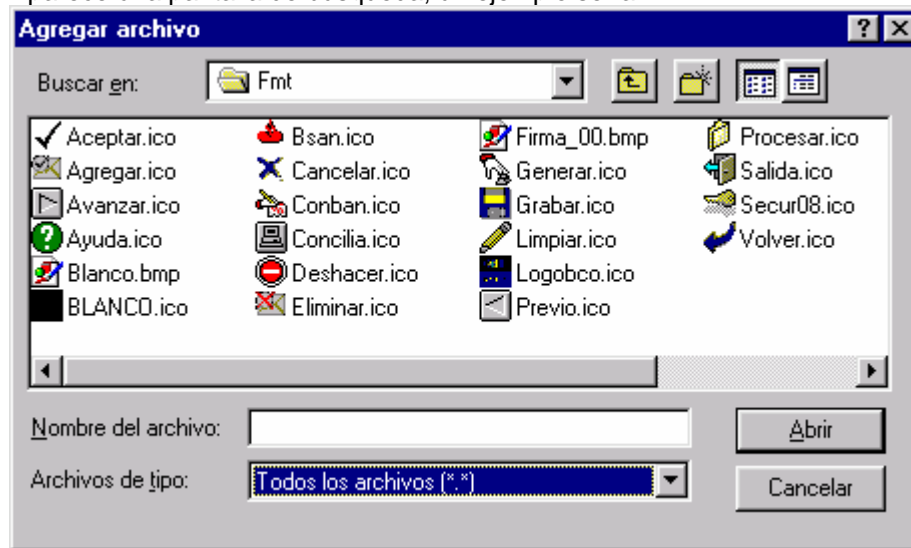 Agregar archivo
Buscar en: Fmt
Aceptar.ico Bsan.ico Firma_00.bmp Procesar.ico
Agregar.ico Cancelar.ico Generar.ico Salida.ico
Avanzar.ico Conban.ico Grabar.ico Secur08.ico
Ayuda.ico Concilia.ico Limpiar.ico Volver.ico
Blanco.bmp Deshacer.ico Logobco.ico
BLANCO.ico Eliminar.ico Previo.ico
Nombre del archivo: Abrir
Archivos de tipo: Todos los archivos (*.*) Cancelar